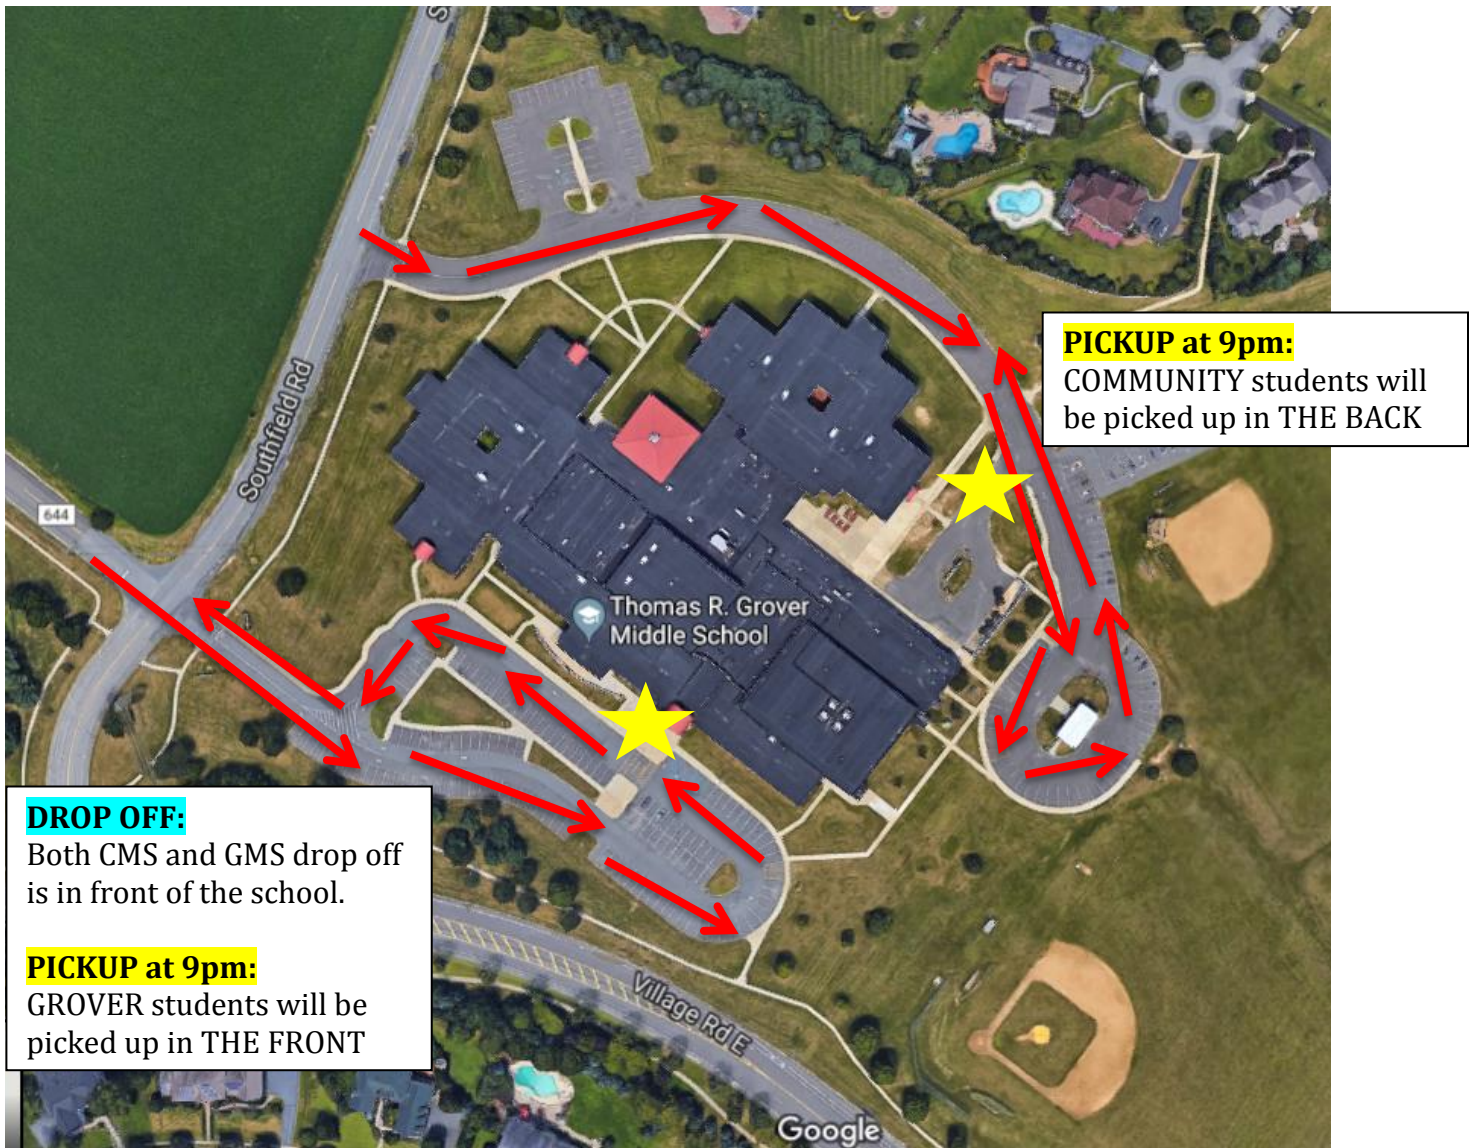 S
Southfield Rd
644
PICKUP at 9pm:
COMMUNITY students will
be picked up in THE BACK
Thomas R. Grover
Middle School
DROP OFF:
Both CMS and GMS drop off
is in front of the school.
PICKUP at 9pm:
GROVER students will be
picked up in THE FRONT
Village Rd E
Google